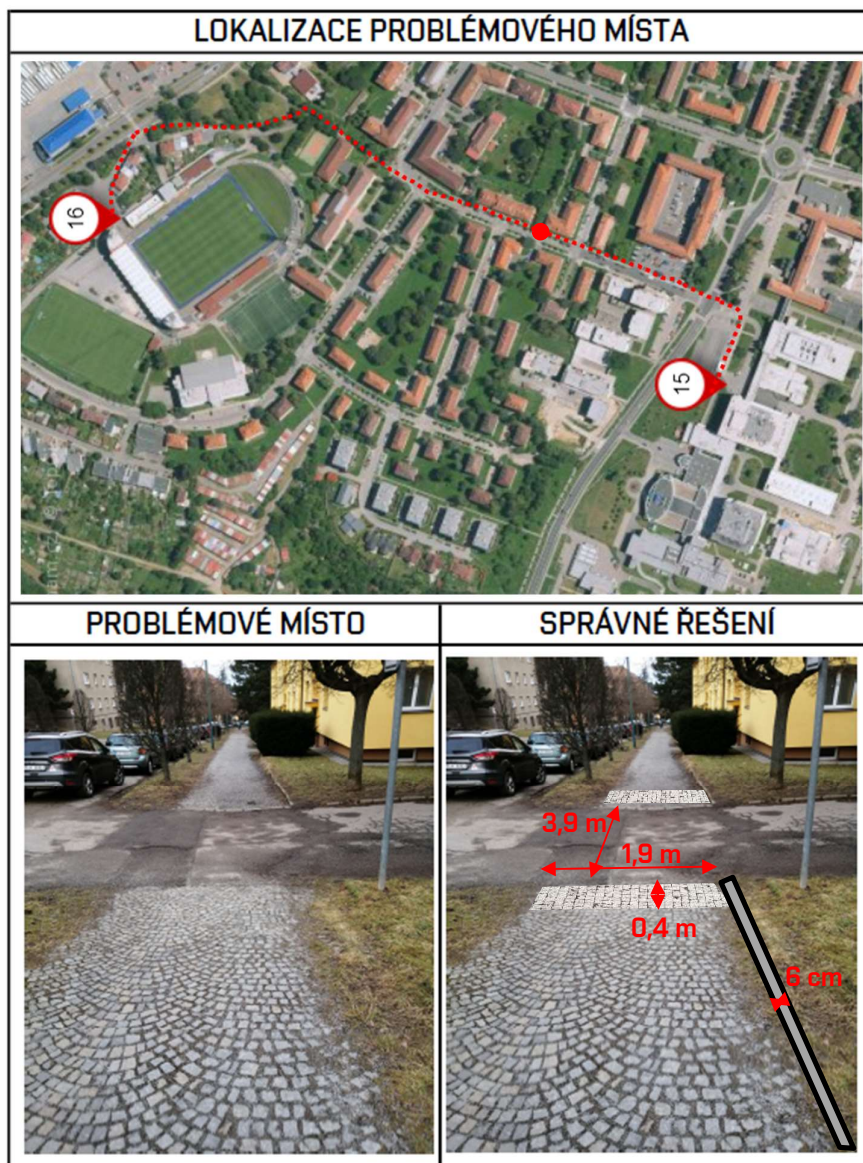 LOKALIZACE PROBLÉMOVÉHO MÍSTA
16
15
PROBLÉMOVÉ MÍSTO
SPRÁVNÉ ŘEŠENÍ
3,9 m
1,9 m
0,4 m
6 cm